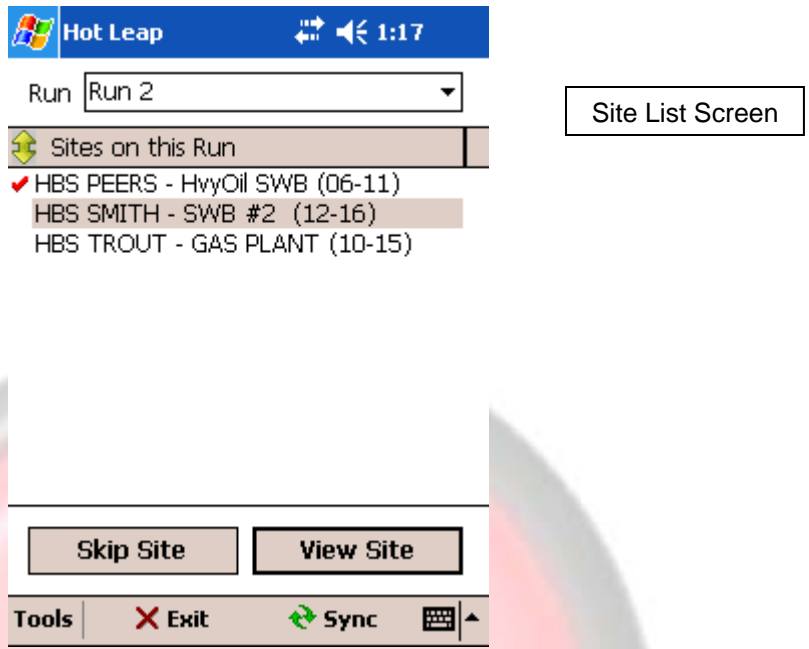 Hot Leap 1:17
Run Run 2
Site List Screen
Sites on this Run
HBS PEERS - HvyOil SWB (06-11)
HBS SMITH - SWB #2 (12-16)
HBS TROUT - GAS PLANT (10-15)
Skip Site View Site
Tools Exit Sync